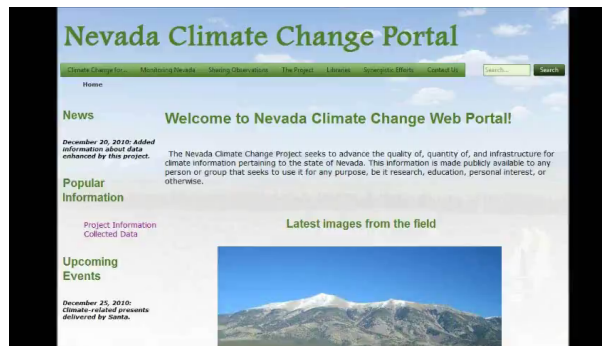 Nevada Climate Change Portal
Climate Change for... Monitoring Nevada Sharing Observations The Project Libraries Synergistic Efforts Contact Us Search... Search
Home
News
December 20, 2010: Added
information about data
enhanced by this project.
Popular
Information
Project Information
Collected Data
Upcoming
Events
December 25, 2010:
Climate-related presents
delivered by Santa.
Welcome to Nevada Climate Change Web Portal!
The Nevada Climate Change Project seeks to advance the quality of, quantity of, and infrastructure for
climate information pertaining to the state of Nevada. This information is made publicly available to any
person or group that seeks to use it for any purpose, be it research, education, personal interest, or
otherwise.
Latest images from the field